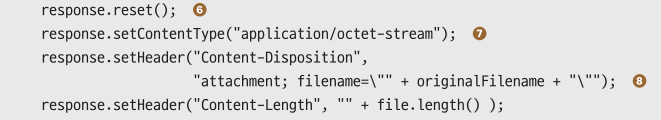 response.reset(); ❻
response.setContentType("application/octet-stream"); ❼
response.setHeader("Content-Disposition",
"attachment; filename=\"" + originalFilename + "\""); ❽
response.setHeader("Content-Length", "" + file.length() );